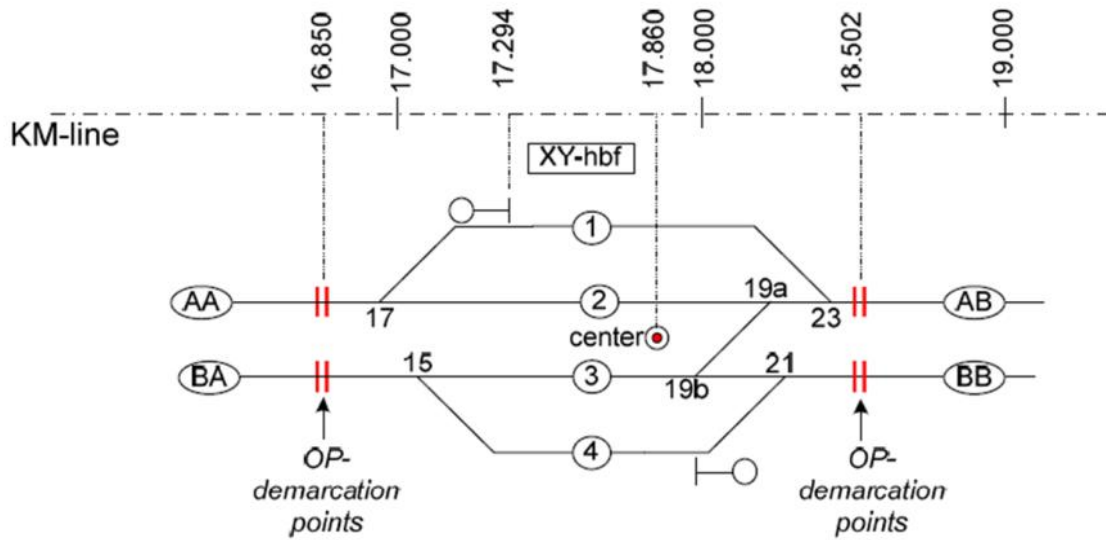 16.850
17.000
17.294
17.860
18.000
18.502
19.000
KM-line
XY-hbf
1
AA
17
2
19a
23
AB
center
BA
15
3
19b
21
BB
4
OP-
demarcation
points
OP-
demarcation
points